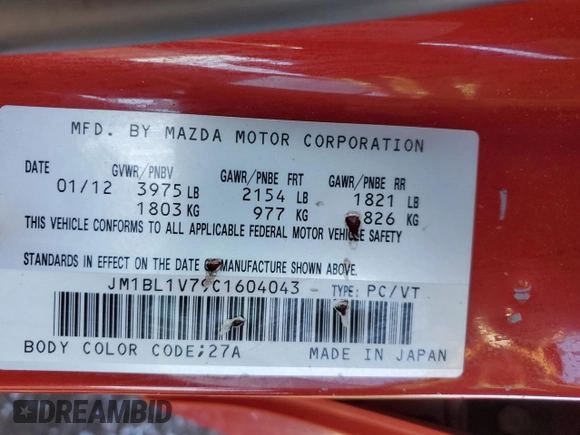 MFD. BY MAZDA MOTOR CORPORATION
DATE GVWR/PNBV GAWR/PNBE FRT GAWR/PNBE RR
01/12 3975 LB 2154 LB 1821 LB
1803 KG 977 KG 826 KG
THIS VEHICLE CONFORMS TO ALL APPLICABLE FEDERAL MOTOR VEHICLE SAFETY
STANDARDS IN EFFECT ON THE DATE OF MANUFACTURE SHOWN ABOVE.
TYPE: PC/VT
BODY COLOR CODE;27A MADE IN JAPAN
DREAMBID